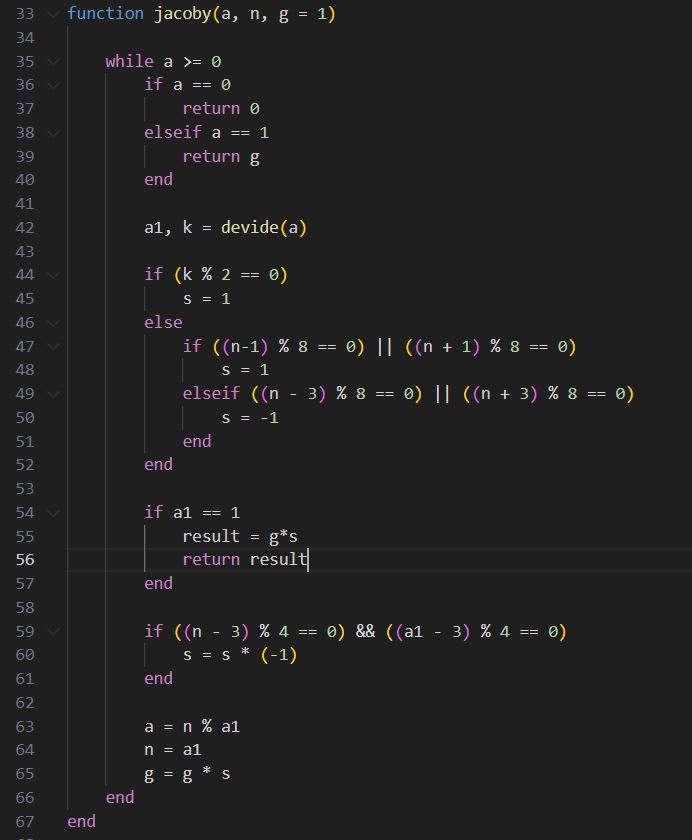 33 function jacoby(a, n, g = 1)
34
35     while a >= 0
36         if a == 0
37             return 0
38         elseif a == 1
39             return g
40         end
41
42         a1, k = devide(a)
43
44         if (k % 2 == 0)
45             s = 1
46         else
47             if ((n-1) % 8 == 0) || ((n + 1) % 8 == 0)
48                 s = 1
49             elseif ((n - 3) % 8 == 0) || ((n + 3) % 8 == 0)
50                 s = -1
51             end
52         end
53
54         if a1 == 1
55             result = g*s
56             return result
57         end
58
59         if ((n - 3) % 4 == 0) && ((a1 - 3) % 4 == 0)
60             s = s * (-1)
61         end
62
63         a = n % a1
64         n = a1
65         g = g * s
66     end
67 end